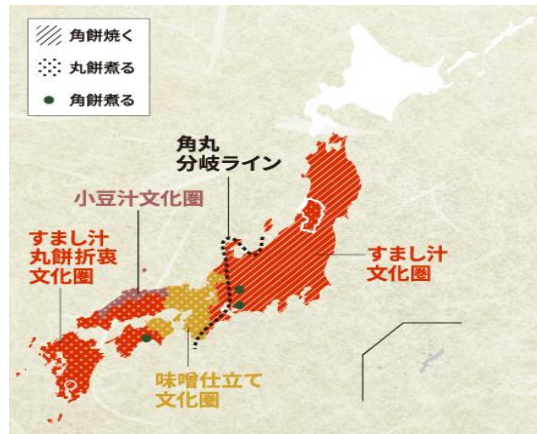 角餅焼く
丸餅煮る
角餅煮る
角丸
分岐ライン
小豆汁文化圏
すまし汁
丸餅折衷
文化圏
すまし汁
文化圏
味噌仕立て
文化圏